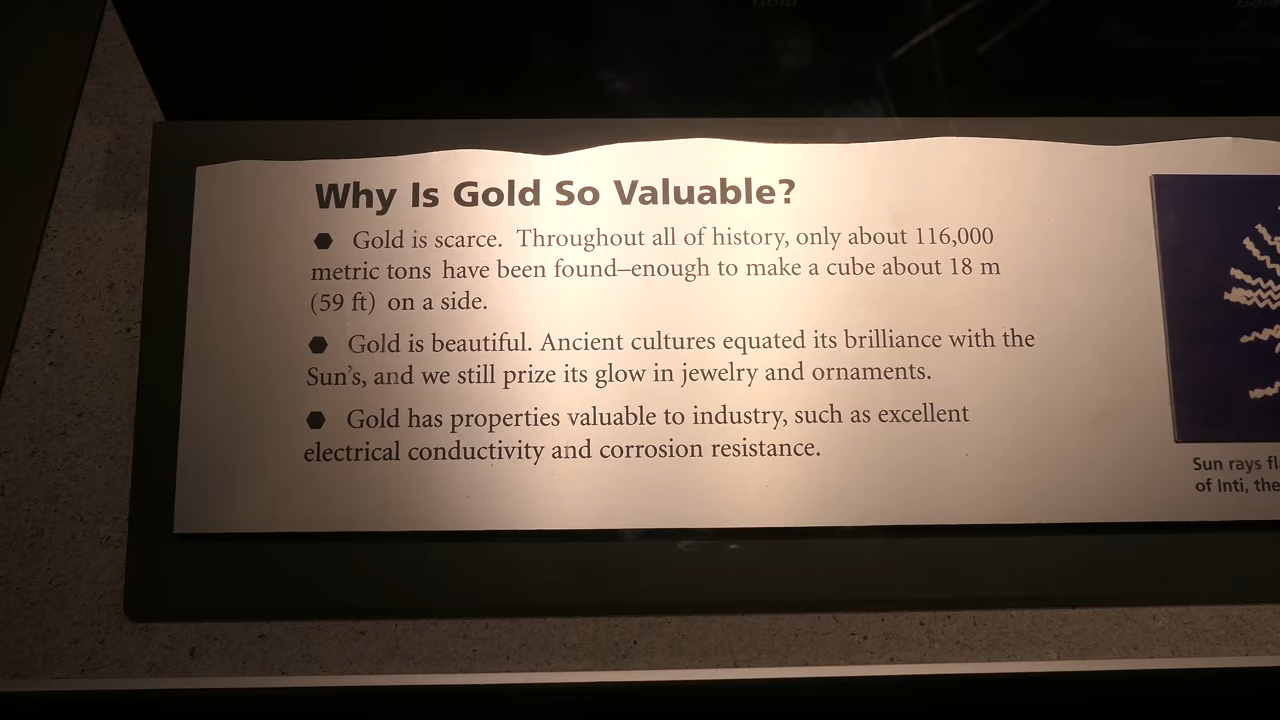 Why Is Gold So Valuable?
⬣ Gold is scarce. Throughout all of history, only about 116,000
metric tons have been found–enough to make a cube about 18 m
(59 ft) on a side.
⬣ Gold is beautiful. Ancient cultures equated its brilliance with the
Sun's, and we still prize its glow in jewelry and ornaments.
⬣ Gold has properties valuable to industry, such as excellent
electrical conductivity and corrosion resistance.
Sun rays
of Inti, the